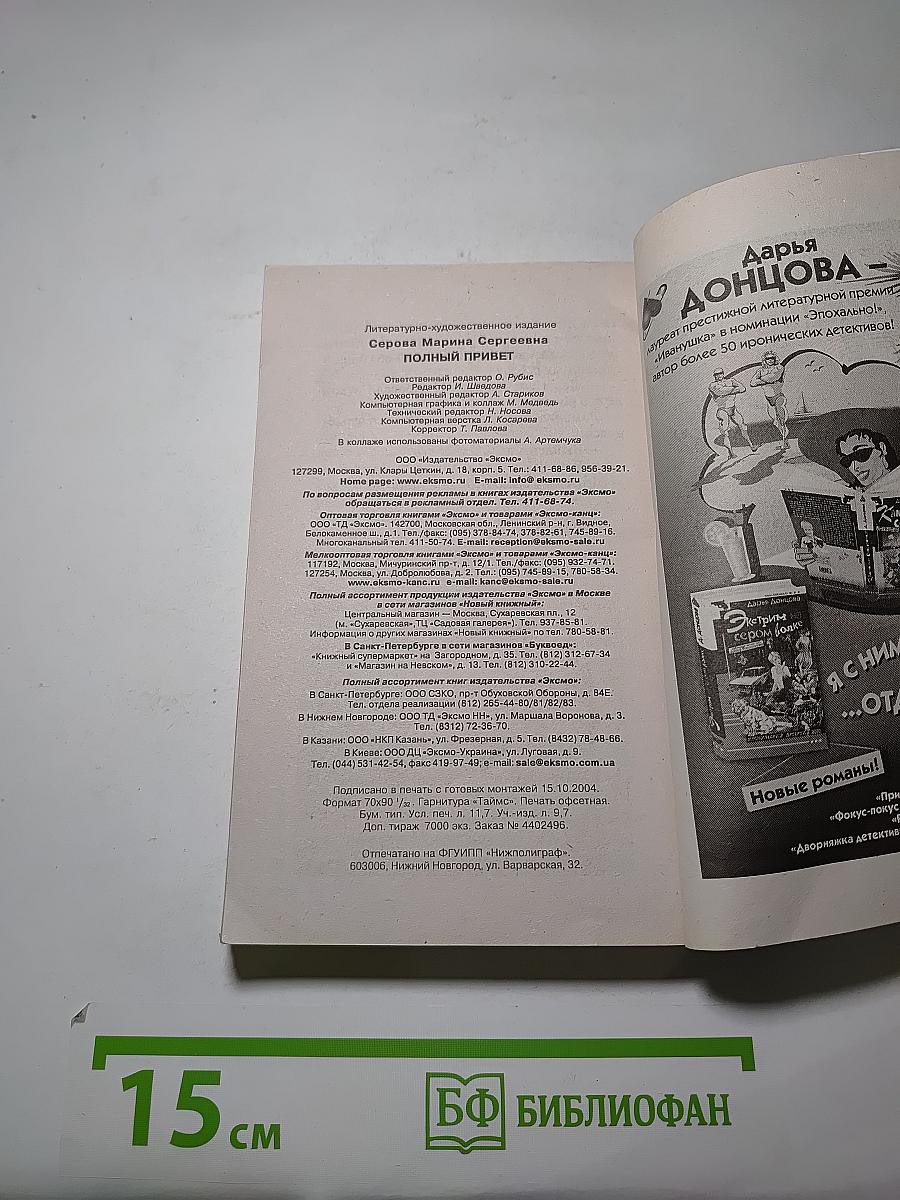 Литературно-художественное издание
Серова Марина Сергеевна
ПОЛНЫЙ ПРИВЕТ
Ответственный редактор О. Рубис
Редактор И. Шведова
Художественный редактор А. Стариков
Компьютерная графика и коллаж М. Медведь
Технический редактор Н. Носова
Компьютерная верстка Л. Косарева
Корректор Т. Павлова
В коллаже использованы фотоматериалы А. Артемчука
ООО «Издательство «Эксмо»
127299, Москва, ул. Клары Цеткин, д. 18, корп. 5. Тел.: 411-68-86, 956-39-21.
Home page: www.eksmo.ru E-mail: info@eksmo.ru
По вопросам размещения рекламы в книгах издательства «Эксмо»
обращаться в рекламный отдел. Тел. 411-68-74.
Оптовая торговля книгами «Эксмо» и товарами «Эксмо-канц»:
ООО «ТД «Эксмо». 142700, Московская обл., Ленинский р-н, г. Видное,
Белокаменное ш., д.1. Тел./факс: (095) 378-84-74, 378-82-61, 745-89-16.
Многоканальный тел. 411-50-74. E-mail: reception@eksmo-sale.ru
Мелкооптовая торговля книгами «Эксмо» и товарами «Эксмо-канц»:
117192, Москва, Мичуринский пр-т, д. 12/1. Тел./факс: (095) 932-74-71.
127254, Москва, ул. Добролюбова, д. 2. Тел.: (095) 745-89-15, 780-58-34.
www.eksmo-kanc.ru e-mail: kanc@eksmo-sale.ru
Полный ассортимент продукции издательства «Эксмо» в Москве
в сети магазинов «Новый книжный»:
Центральный магазин — Москва, Сухаревская пл., 12
(м. «Сухаревская»,ТЦ «Садовая галерея»). Тел. 937-85-81.
Информация о других магазинах «Новый книжный» по тел. 780-58-81.
В Санкт-Петербурге в сети магазинов «Буквоед»:
«Книжный супермаркет» на Загородном, д. 35. Тел. (812) 312-67-34
и «Магазин на Невском», д. 13. Тел. (812) 310-22-44.
Полный ассортимент книг издательства «Эксмо»:
В Санкт-Петербурге: ООО СЗКО, пр-т Обуховской Обороны, д. 84Е.
Тел. отдела реализации (812) 265-44-80/81/82/83.
В Нижнем Новгороде: ООО ТД «Эксмо НН», ул. Маршала Воронова, д. 3.
Тел. (8312) 72-36-70.
В Казани: ООО «НКП Казань», ул. Фрезерная, д. 5. Тел. (8432) 78-48-66.
В Киеве: ООО ДЦ «Эксмо-Украина», ул. Луговая, д. 9.
Тел. (044) 531-42-54, факс 419-97-49; e-mail: sale@eksmo.com.ua
Подписано в печать с готовых монтажей 15.10.2004.
Формат 70x90 1/32. Гарнитура «Таймс». Печать офсетная.
Бум. тип. Усл. печ. л. 11,7. Уч.-изд. л. 9,7.
Доп. тираж 7000 экз. Заказ № 4402496.
Отпечатано на ФГУИПП «Нижполиграф».
603006, Нижний Новгород, ул. Варварская, 32.
Дарья
ДОНЦОВА –
лауреат престижной литературной премии
«Иванушка» в номинации «Эпохально!»,
автор более 50 иронических детективов!
Дарья Донцова
Экстрим
сером волке
Я С НИМ
...ОТД
Новые романы!
«При
«Фокус-покус
«Дворняжка детектив
15 см
БФ БИБЛИОФАН